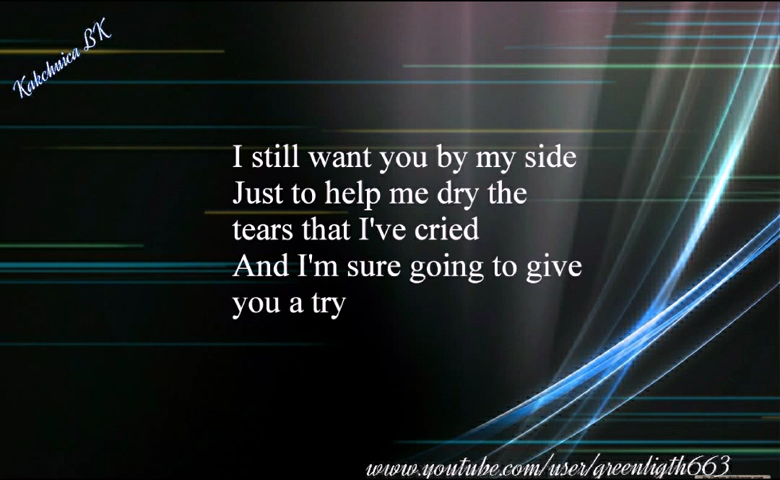 Kakchuica BK
I still want you by my side
Just to help me dry the
tears that I've cried
And I'm sure going to give
you a try
www.youtube.com/user/greenligth663